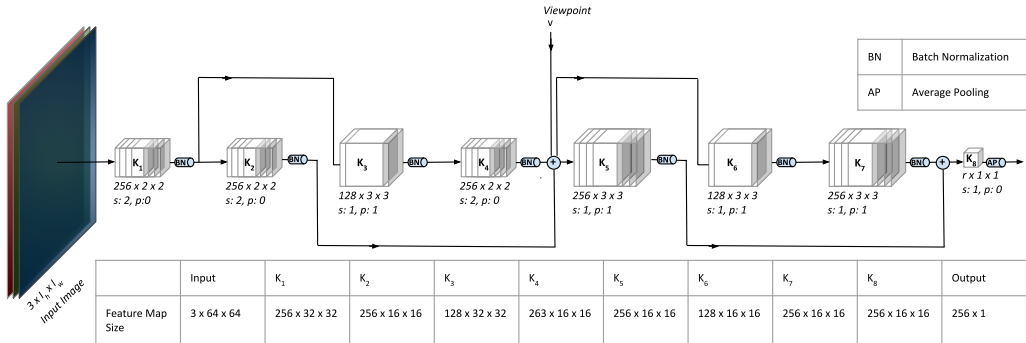 Viewpoint
v
BN Batch Normalization
AP Average Pooling
K1 BN K2 BN K3 BN K4 BN + K5 BN K6 BN K7 BN + K8 AP
256 x 2 x 2
s: 2, p:0
256 x 2 x 2
s: 2, p: 0
128 x 3 x 3
s: 1, p: 1
256 x 2 x 2
s: 2, p: 0
256 x 3 x 3
s: 1, p: 1
128 x 3 x 3
s: 1, p: 1
256 x 3 x 3
s: 1, p: 1
r x 1 x 1
s: 1, p: 0
3 x Ih x Iw
Input Image
Input K1 K2 K3 K4 K5 K6 K7 K8 Output
Feature Map Size 3 x 64 x 64 256 x 32 x 32 256 x 16 x 16 128 x 32 x 32 263 x 16 x 16 256 x 16 x 16 128 x 16 x 16 256 x 16 x 16 256 x 16 x 16 256 x 1